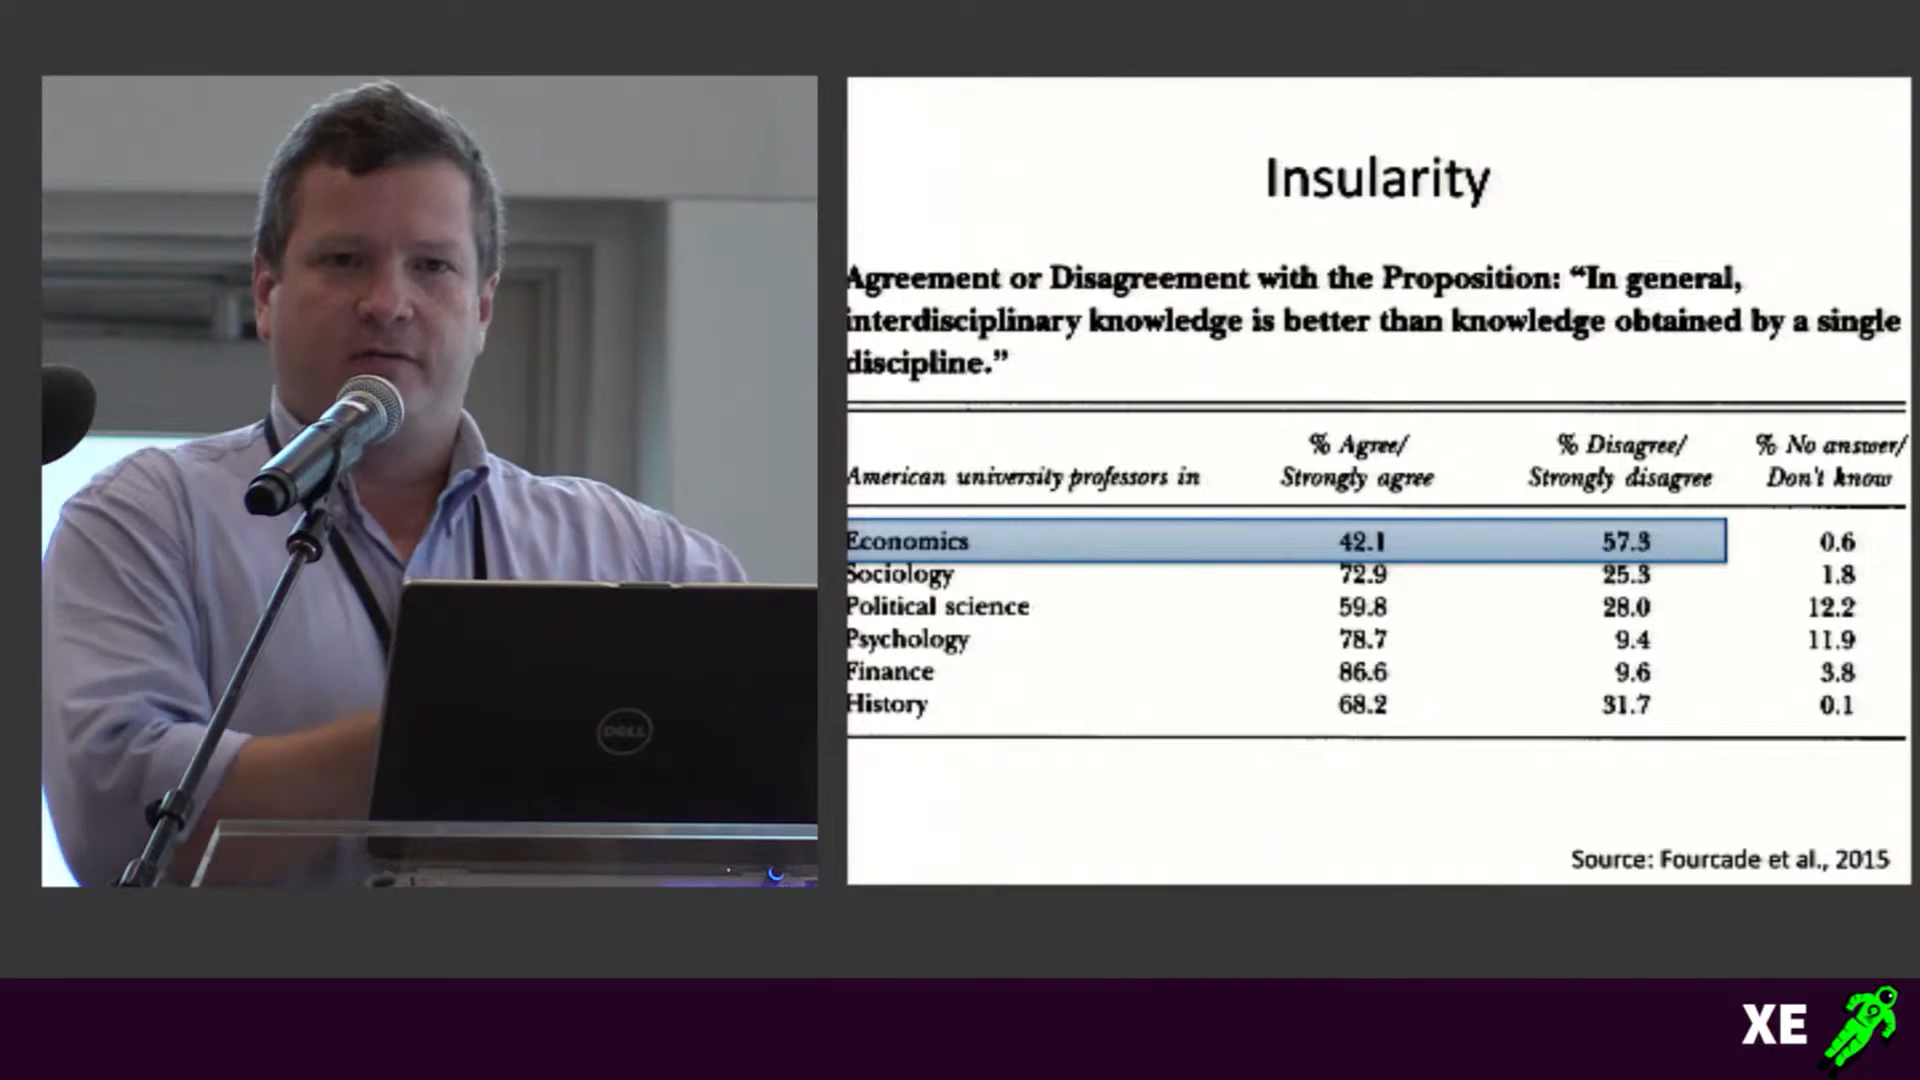 Insularity
Agreement or Disagreement with the Proposition: “In general,
interdisciplinary knowledge is better than knowledge obtained by a single
discipline.”
% Agree/ % Disagree/ % No answer/
American university professors in Strongly agree Strongly disagree Don't know
Economics 42.1 57.3 0.6
Sociology 72.9 25.3 1.8
Political science 59.8 28.0 12.2
Psychology 78.7 9.4 11.9
Finance 86.6 9.6 3.8
History 68.2 31.7 0.1
DELL
Source: Fourcade et al., 2015
XE